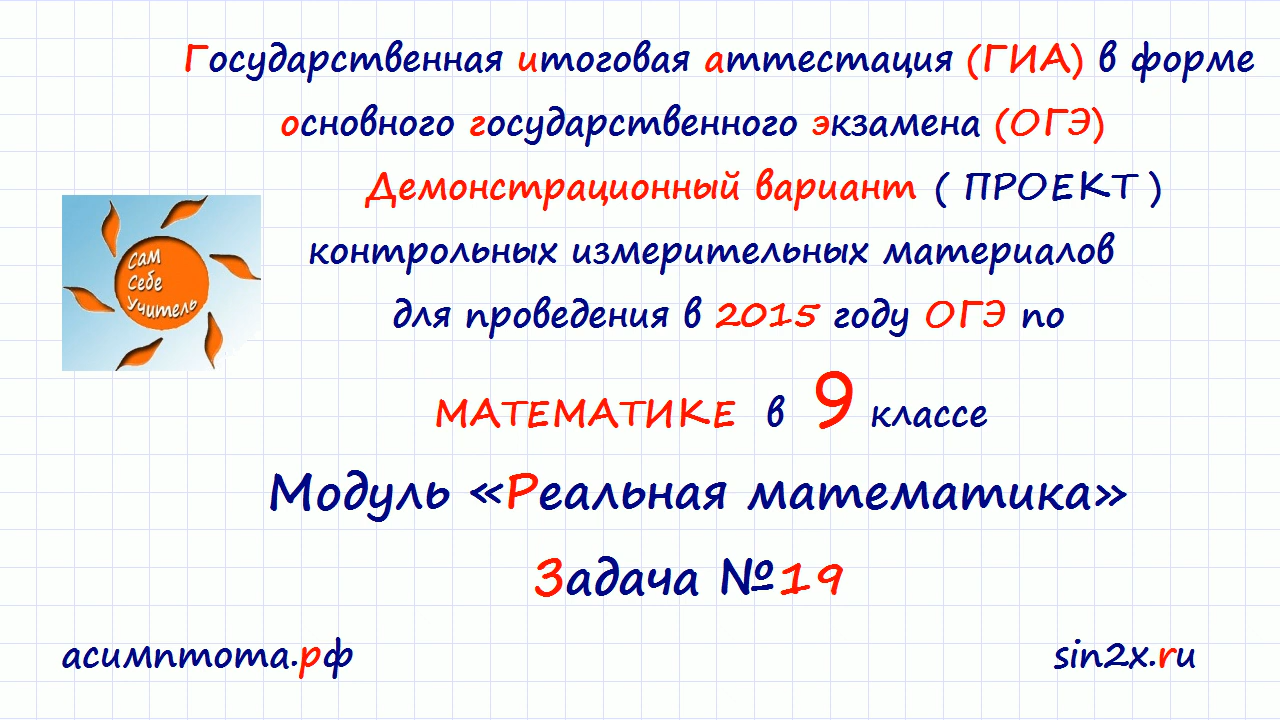 Государственная итоговая аттестация (ГИА) в форме
основного государственного экзамена (ОГЭ)
Демонстрационный вариант ( ПРОЕКТ )
контрольных измерительных материалов
для проведения в 2015 году ОГЭ по
МАТЕМАТИКЕ в 9 классе
Модуль «Реальная математика»
Задача №19
Сам
Себе
Учитель
асимптота.рф
sin2x.ru